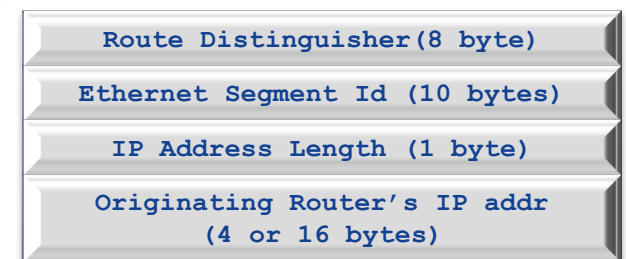 Route Distinguisher(8 byte)
Ethernet Segment Id (10 bytes)
IP Address Length (1 byte)
Originating Router’s IP addr
(4 or 16 bytes)